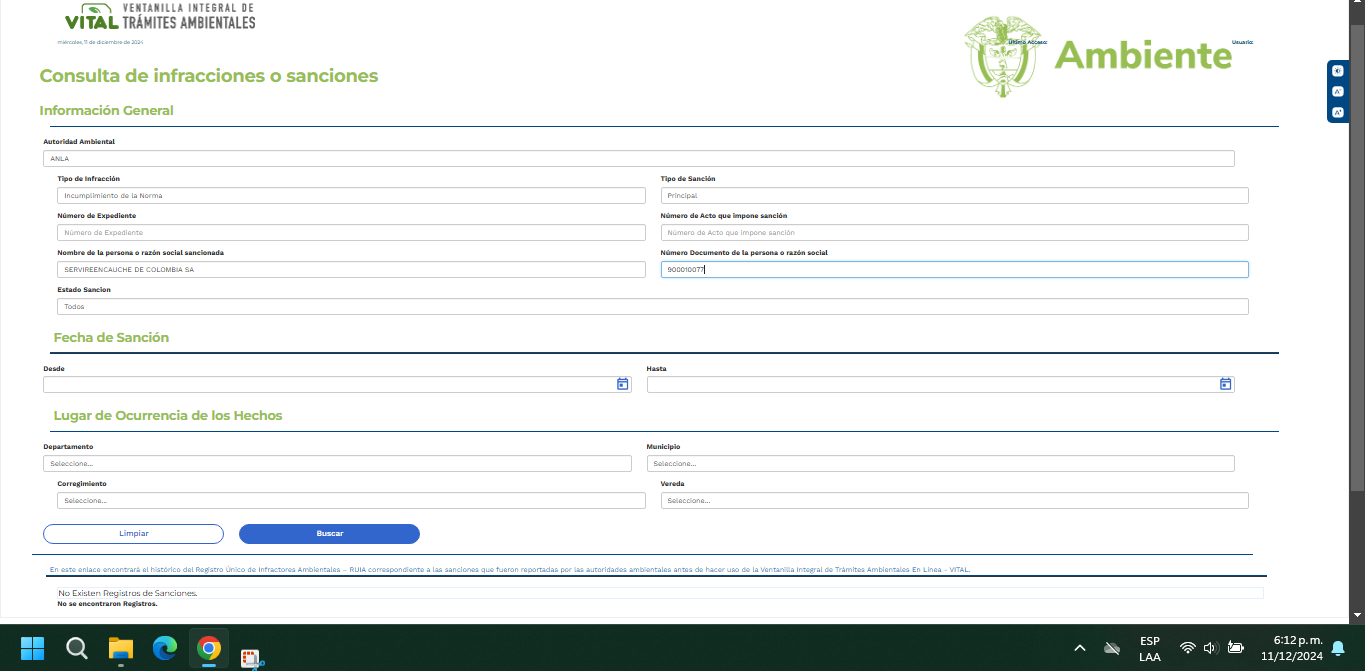 VITAL
VENTANILLA INTEGRAL DE
TRÁMITES AMBIENTALES
miércoles, 11 de diciembre de 2024
Último Acceso:
Ambiente
Usuario:
Consulta de infracciones o sanciones
Información General
Autoridad Ambiental
ANLA
Tipo de Infracción
Tipo de Sanción
Incumplimiento de la Norma
Principal
Número de Expediente
Número de Acto que impone sanción
Número de Expediente
Número de Acto que impone sanción
Nombre de la persona o razón social sancionada
Número Documento de la persona o razón social
SERVIREENCAUCHE DE COLOMBIA SA
900010077
Estado Sancion
Todos
Fecha de Sanción
Desde
Hasta
Lugar de Ocurrencia de los Hechos
Departamento
Municipio
Seleccione...
Seleccione...
Corregimiento
Vereda
Seleccione...
Seleccione...
Limpiar
Buscar
En este enlace encontrará el histórico del Registro Único de Infractores Ambientales – RUIA correspondiente a las sanciones que fueron reportadas por las autoridades ambientales antes de hacer uso de la Ventanilla Integral de Trámites Ambientales En Línea - VITAL.
No Existen Registros de Sanciones.
No se encontraron Registros.
ESP
LAA
6:12 p.m.
11/12/2024